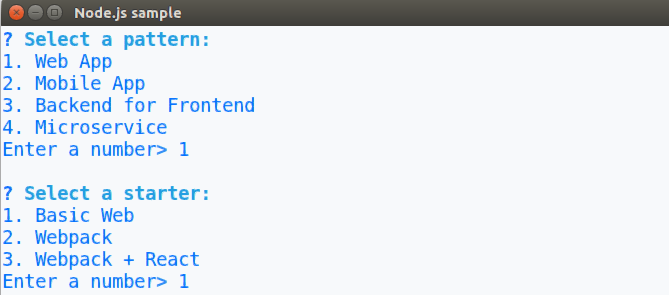 Node.js sample
? Select a pattern:
1. Web App
2. Mobile App
3. Backend for Frontend
4. Microservice
Enter a number> 1
? Select a starter:
1. Basic Web
2. Webpack
3. Webpack + React
Enter a number> 1